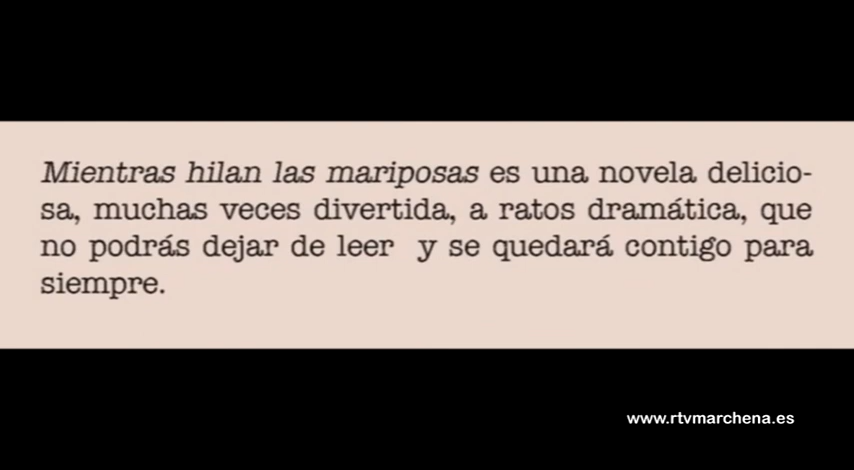 Mientras hilan las mariposas es una novela delicio-
sa, muchas veces divertida, a ratos dramática, que
no podrás dejar de leer y se quedará contigo para
siempre.
www.rtvmarchena.es